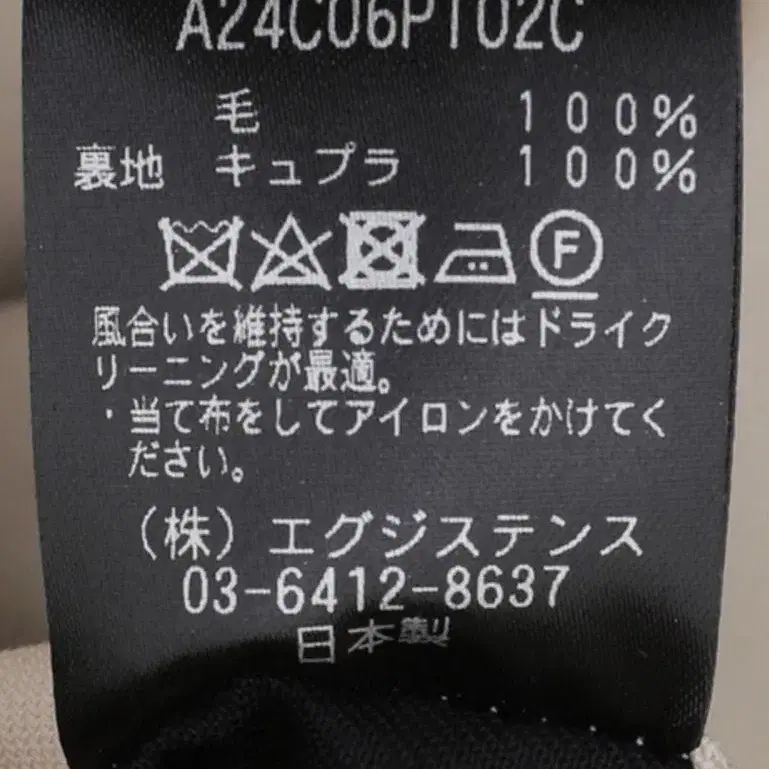 A24C06PT02C
毛 100%
裏地 キュプラ 100%
F
風合いを維持するためにはドライク
リーニングが最適。
・当て布をしてアイロンをかけてく
ださい。
（株）エグジステンス
03-6412-8637
日本製